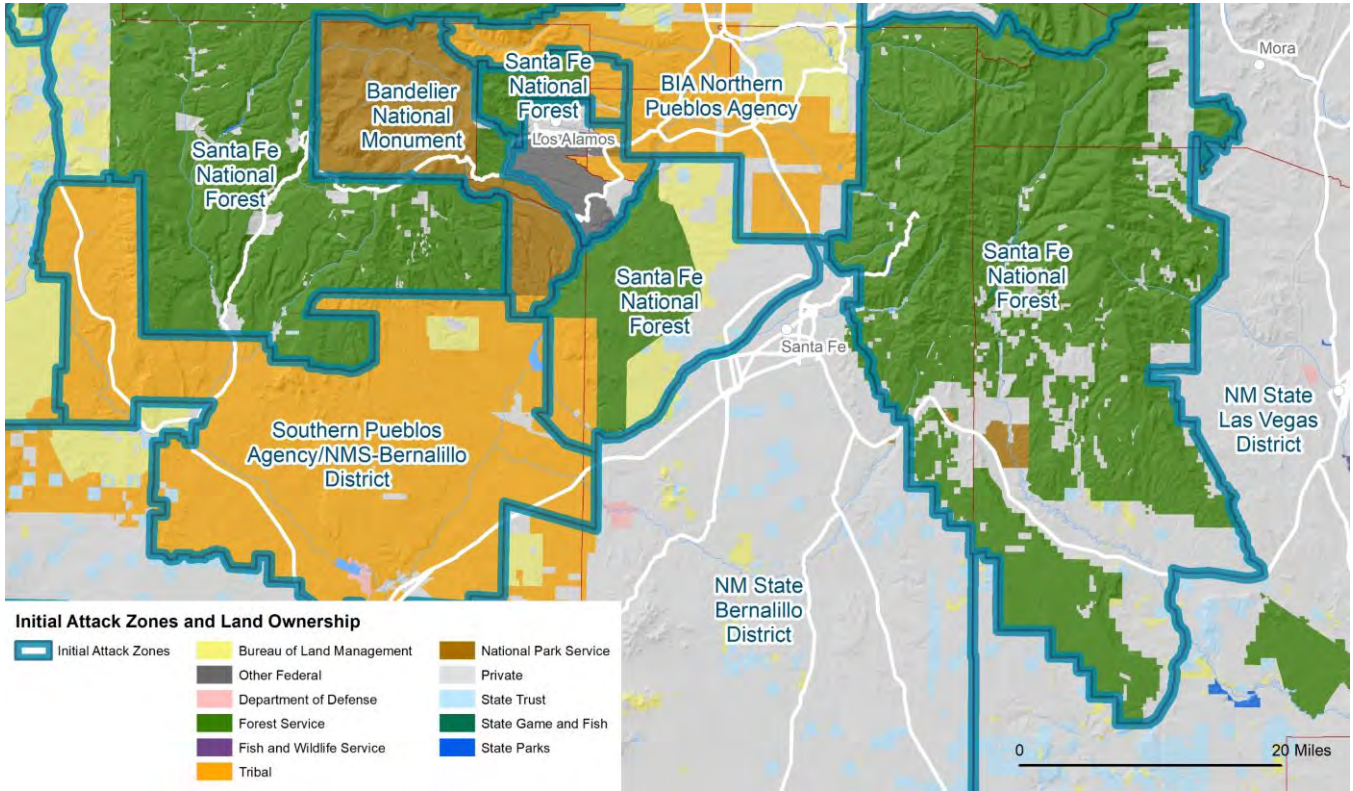 Mora
Santa Fe
National
Forest
BIA Northern
Pueblos Agency
Bandelier
National
Monument
Los Alamos
Santa Fe
National
Forest
Santa Fe
National
Forest
Santa Fe
National
Forest
Santa Fe
NM State
Las Vegas
District
Southern Pueblos
Agency/NMS-Bernalillo
District
NM State
Bernalillo
District
Initial Attack Zones and Land Ownership
Initial Attack Zones
Bureau of Land Management
Other Federal
Department of Defense
Forest Service
Fish and Wildlife Service
Tribal
National Park Service
Private
State Trust
State Game and Fish
State Parks
0 20 Miles